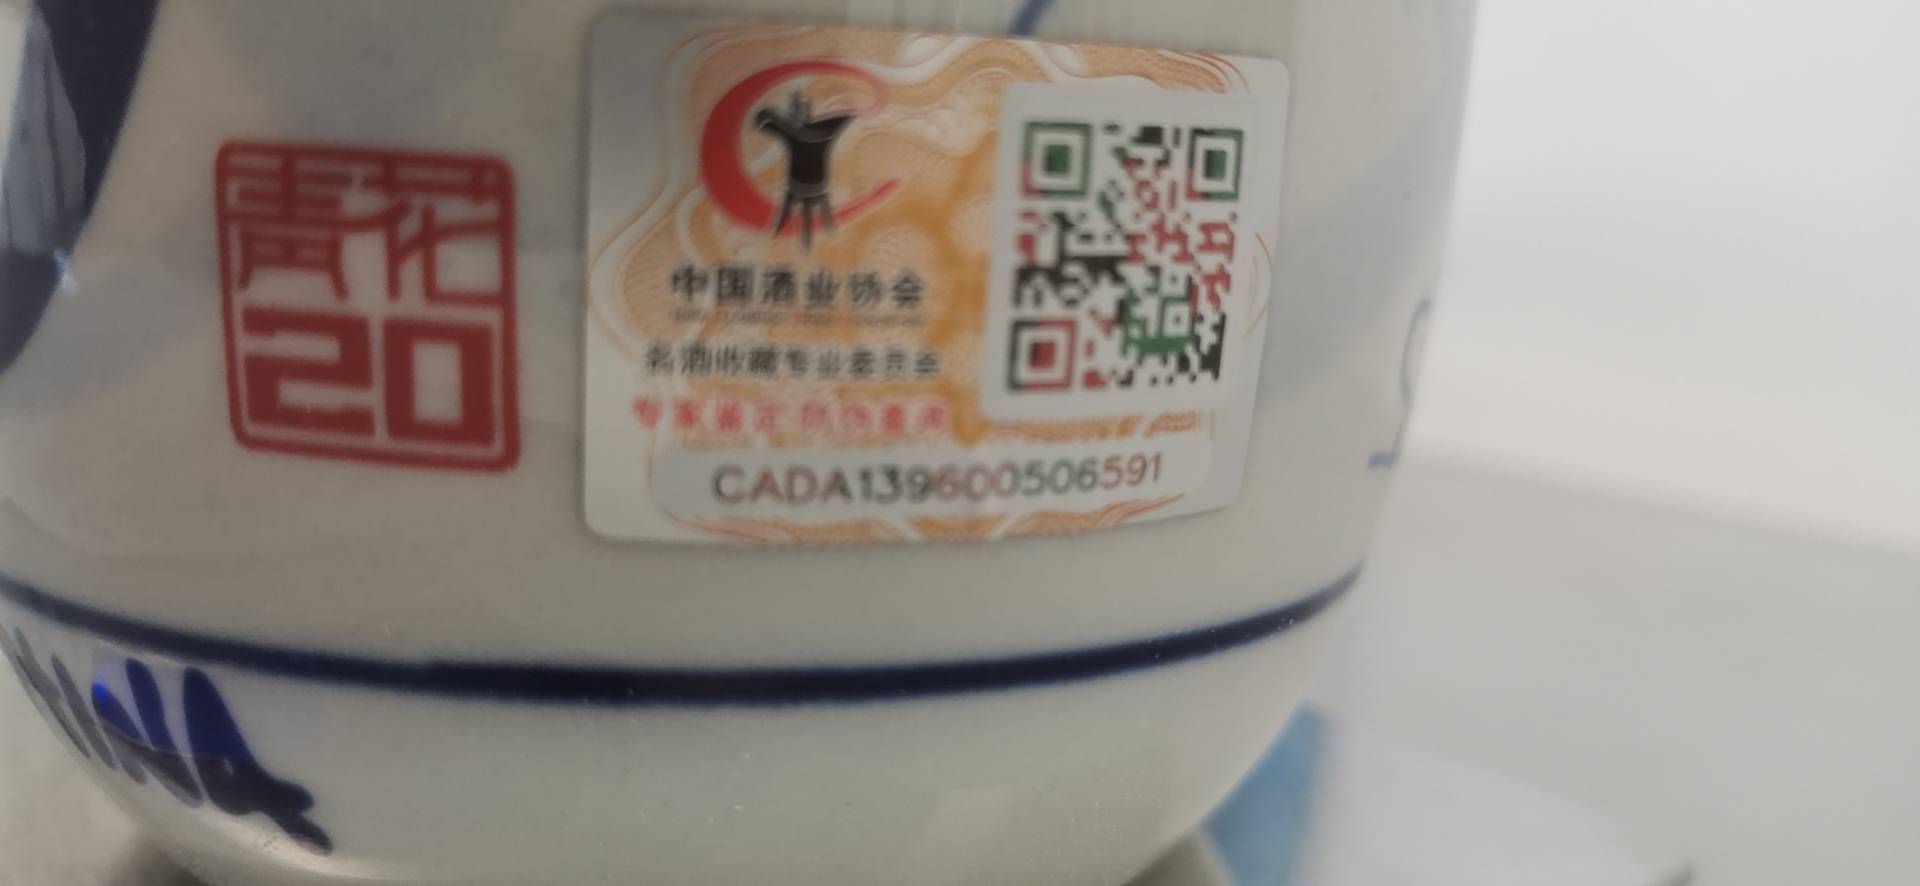 青花
20
中国酒业协会
名酒收藏专业委员会
专家鉴定 防伪查询
CADA139600506591